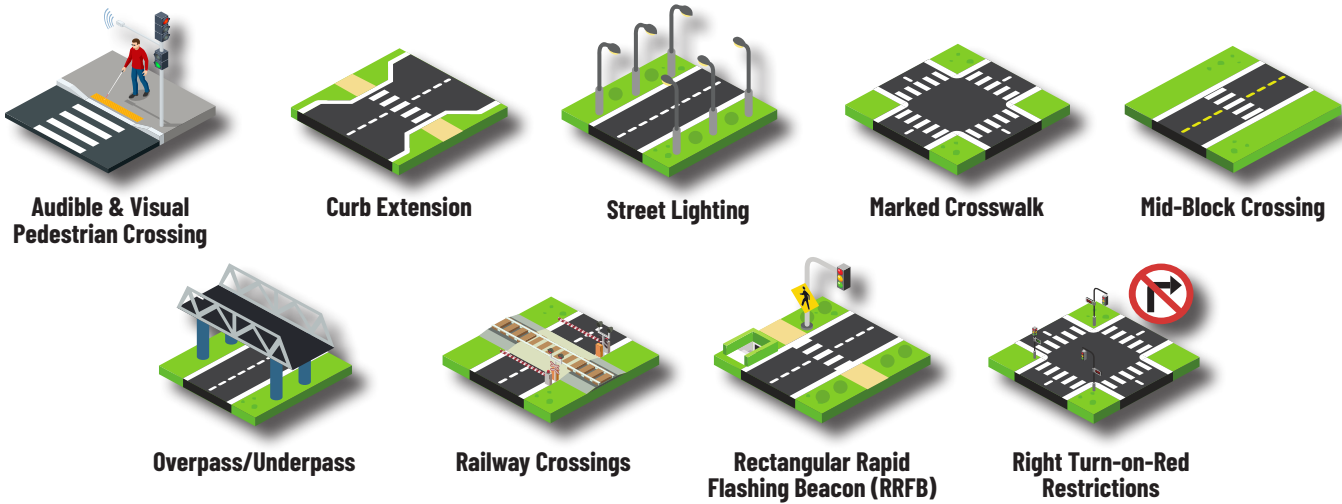 Audible & Visual
Pedestrian Crossing
Curb Extension
Street Lighting
Marked Crosswalk
Mid-Block Crossing
Overpass/Underpass
Railway Crossings
Rectangular Rapid
Flashing Beacon (RRFB)
Right Turn-on-Red
Restrictions